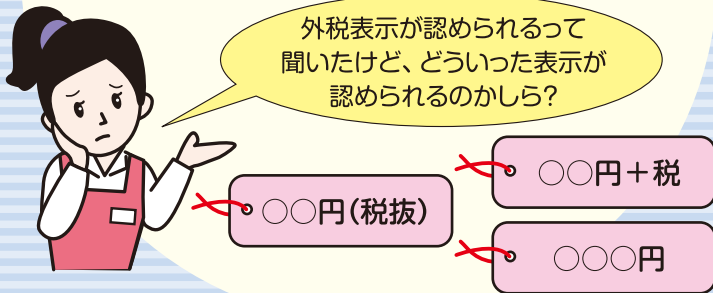 外税表示が認められるって
聞いたけど、どういった表示が
認められるのかしら?
○○円(税抜)
○○円+税
○○○円